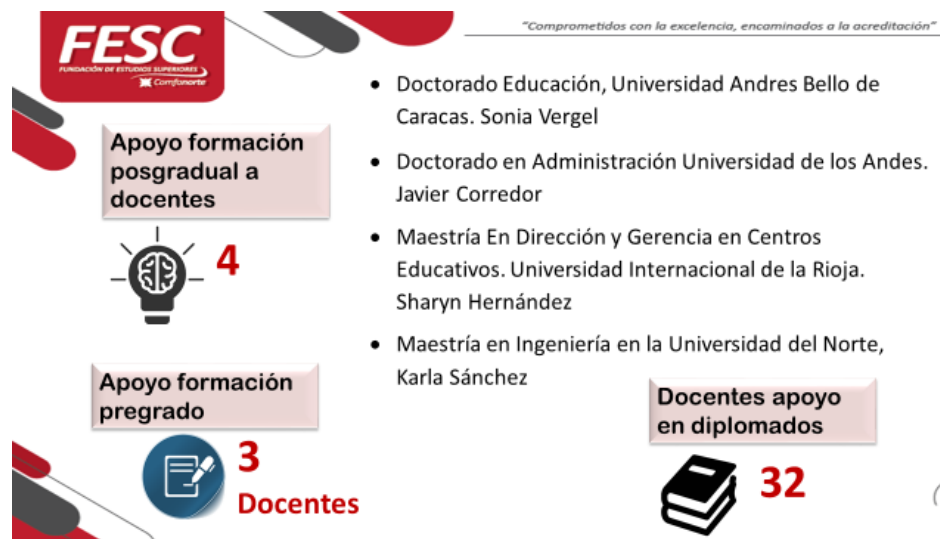 "Comprometidos con la excelencia, encaminados a la acreditación"
FESC
FUNDACIÓN DE ESTUDIOS SUPERIORES
Comfanorte
• Doctorado Educación, Universidad Andres Bello de
Caracas. Sonia Vergel
• Doctorado en Administración Universidad de los Andes.
Javier Corredor
• Maestría En Dirección y Gerencia en Centros
Educativos. Universidad Internacional de la Rioja.
Sharyn Hernández
• Maestría en Ingeniería en la Universidad del Norte,
Karla Sánchez
Apoyo formación
posgradual a
docentes
4
Apoyo formación
pregrado
3
Docentes
Docentes apoyo
en diplomados
32